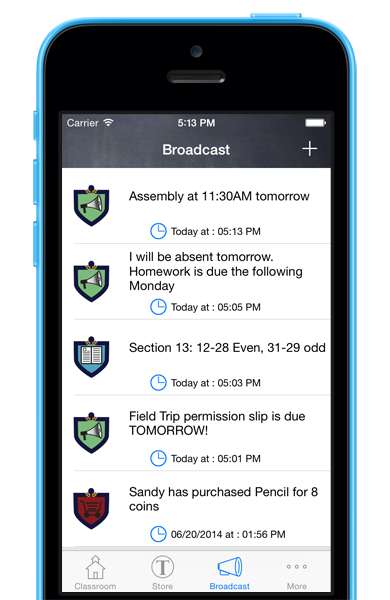 Carrier 5:13 PM
Broadcast +
Assembly at 11:30AM tomorrow
Today at : 05:13 PM
I will be absent tomorrow.
Homework is due the following
Monday
Today at : 05:05 PM
Section 13: 12-28 Even, 31-29 odd
Today at : 05:03 PM
Field Trip permission slip is due
TOMORROW!
Today at : 05:01 PM
Sandy has purchased Pencil for 8
coins
06/20/2014 at : 01:56 PM
T
Classroom Store Broadcast More